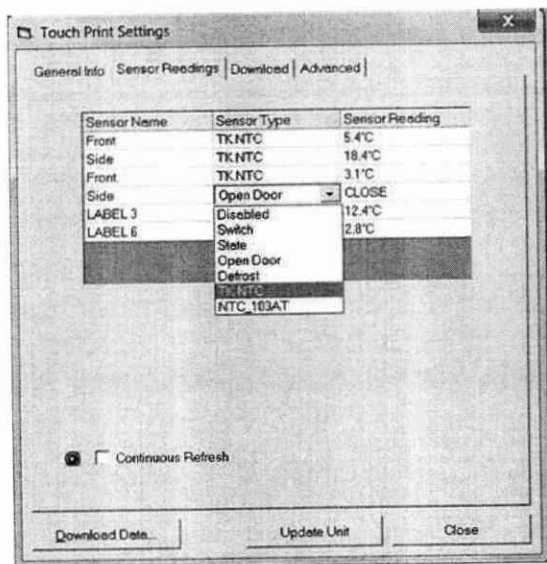 Touch Print Settings
X
General Info Sensor Readings Download Advanced
Sensor Name Sensor Type Sensor Reading
Front TK NTC 5.4°C
Side TK NTC 18.4°C
Front. TK NTC 3.1°C
Side Open Door CLOSE
LABEL 3 Disabled 12.4°C
LABEL 6 Switch 2.8°C
State
Open Door
Defrost
TK NTC
NTC_103AT
Continuous Refresh
Download Data... Update Unit Close